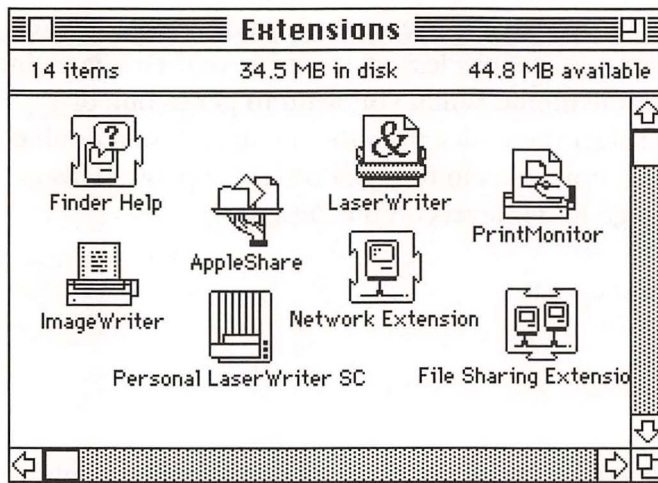 Extensions
14 items 34.5 MB in disk 44.8 MB available
Finder Help
LaserWriter
PrintMonitor
AppleShare
ImageWriter
Network Extension
Personal LaserWriter SC
File Sharing Extensio